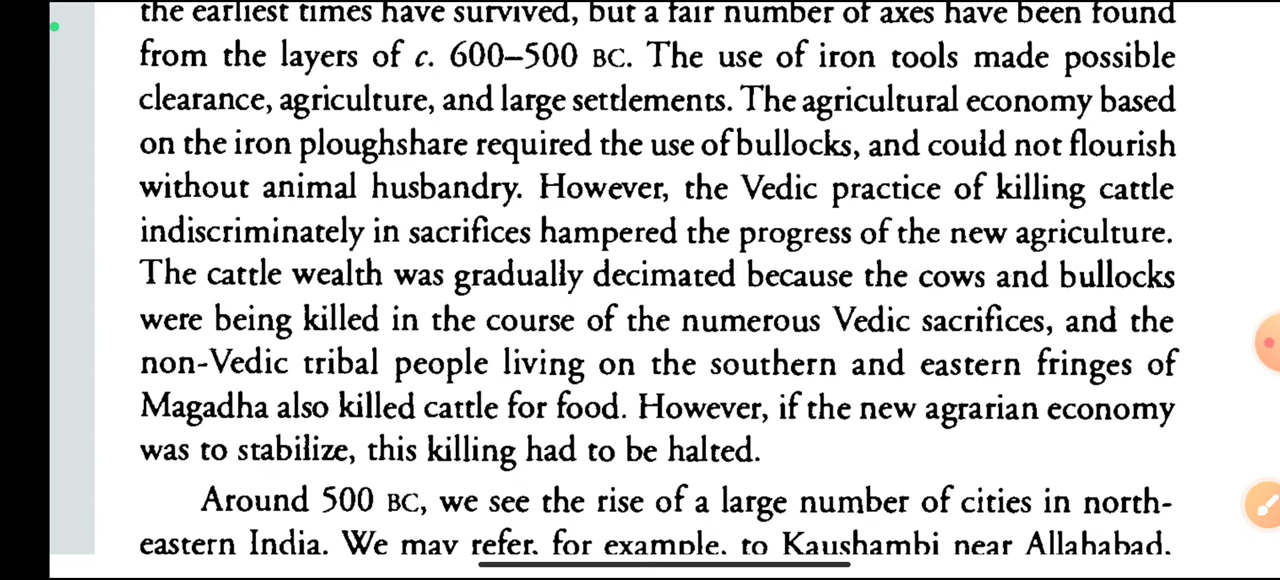 the earliest times have survived, but a fair number of axes have been found
from the layers of c. 600–500 BC. The use of iron tools made possible
clearance, agriculture, and large settlements. The agricultural economy based
on the iron ploughshare required the use of bullocks, and could not flourish
without animal husbandry. However, the Vedic practice of killing cattle
indiscriminately in sacrifices hampered the progress of the new agriculture.
The cattle wealth was gradually decimated because the cows and bullocks
were being killed in the course of the numerous Vedic sacrifices, and the
non-Vedic tribal people living on the southern and eastern fringes of
Magadha also killed cattle for food. However, if the new agrarian economy
was to stabilize, this killing had to be halted.
Around 500 BC, we see the rise of a large number of cities in north-
eastern India. We may refer, for example, to Kaushambi near Allahabad,